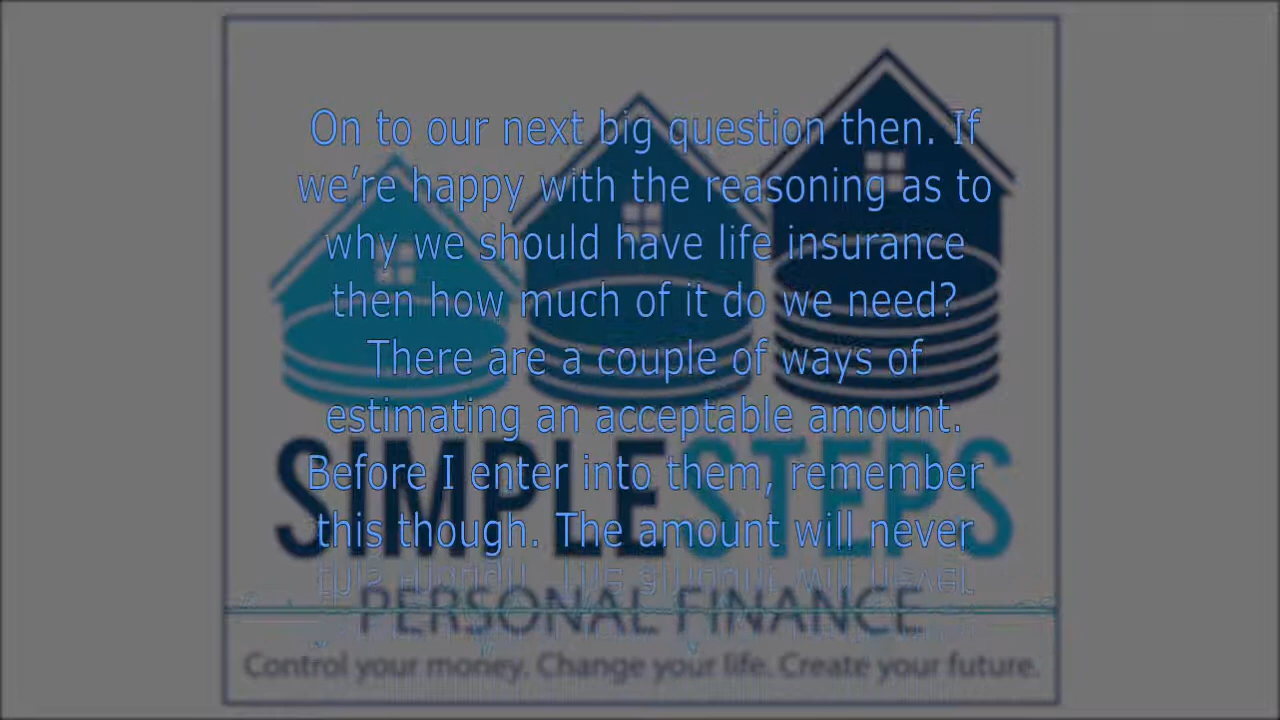 On to our next big question then. If
we’re happy with the reasoning as to
why we should have life insurance
then how much of it do we need?
There are a couple of ways of
estimating an acceptable amount.
Before I enter into them, remember
this though. The amount will never
SIMPLESTEPS
PERSONAL FINANCE
Control your money. Change your life. Create your future.